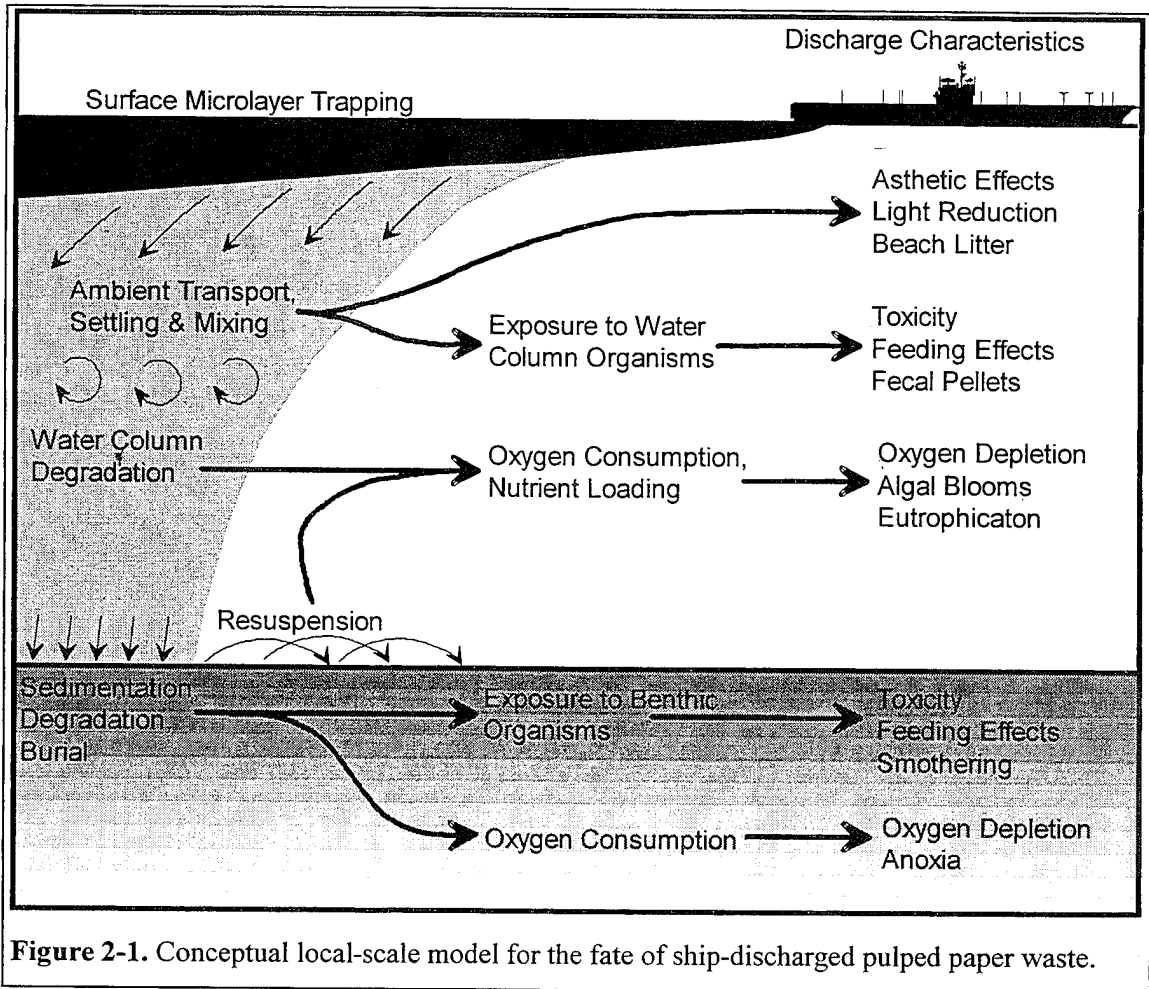 Discharge Characteristics
Surface Microlayer Trapping
Asthetic Effects
Light Reduction
Beach Litter
Ambient Transport,
Settling & Mixing
Exposure to Water
Column Organisms
Toxicity
Feeding Effects
Fecal Pellets
Water Column
Degradation
Oxygen Consumption,
Nutrient Loading
Oxygen Depletion
Algal Blooms
Eutrophicaton
Resuspension
Sedimentation,
Degradation,
Burial
Exposure to Benthic
Organisms
Toxicity
Feeding Effects
Smothering
Oxygen Consumption
Oxygen Depletion
Anoxia
Figure 2-1. Conceptual local-scale model for the fate of ship-discharged pulped paper waste.